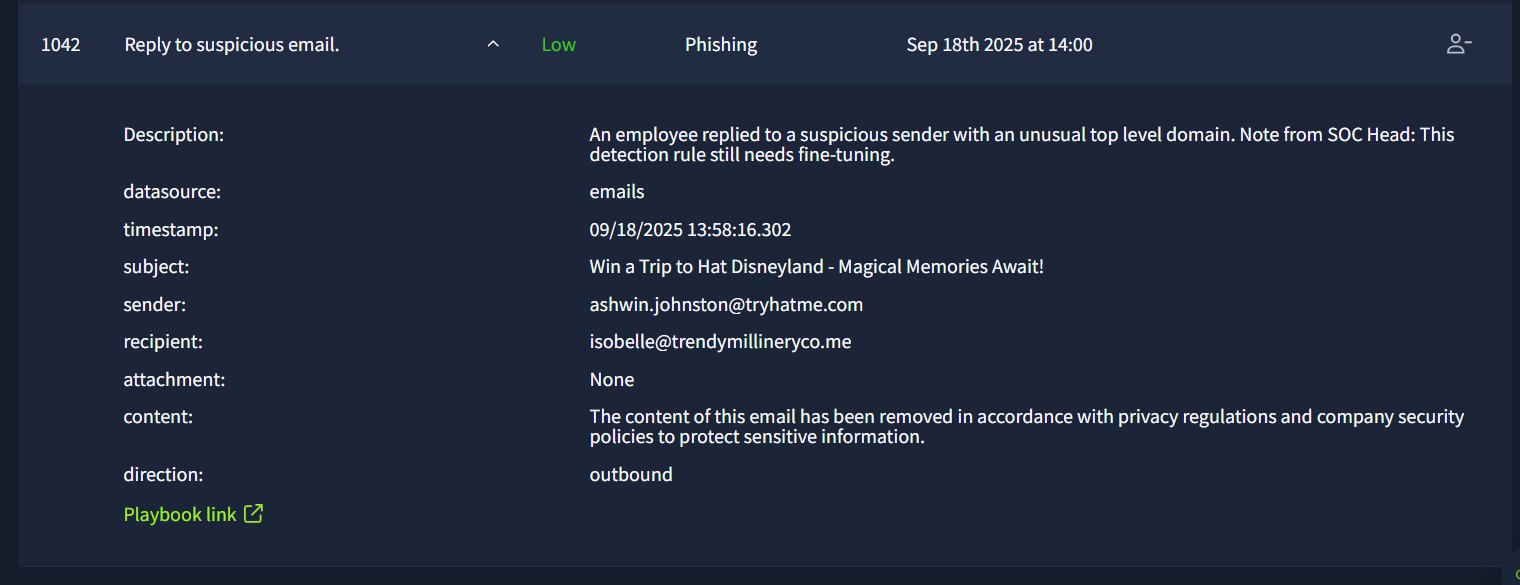 1042 Reply to suspicious email. Low Phishing Sep 18th 2025 at 14:00
Description: An employee replied to a suspicious sender with an unusual top level domain. Note from SOC Head: This
detection rule still needs fine-tuning.
datasource: emails
timestamp: 09/18/2025 13:58:16.302
subject: Win a Trip to Hat Disneyland - Magical Memories Await!
sender: ashwin.johnston@tryhatme.com
recipient: isobelle@trendymillineryco.me
attachment: None
content: The content of this email has been removed in accordance with privacy regulations and company security
policies to protect sensitive information.
direction: outbound
Playbook link